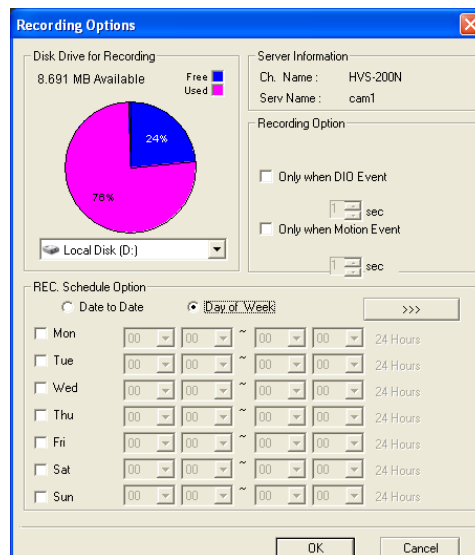 Recording Options
Disk Drive for Recording
8.691 MB Available
Free
Used
24%
76%
Local Disk (D:)
Server Information
Ch. Name : HVS-200N
Serv Name : cam1
Recording Option
Only when DIO Event
1 sec
Only when Motion Event
1 sec
REC. Schedule Option
Date to Date Day of Week >>>
Mon 00 00 ~ 00 00 24 Hours
Tue 00 00 ~ 00 00 24 Hours
Wed 00 00 ~ 00 00 24 Hours
Thu 00 00 ~ 00 00 24 Hours
Fri 00 00 ~ 00 00 24 Hours
Sat 00 00 ~ 00 00 24 Hours
Sun 00 00 ~ 00 00 24 Hours
OK Cancel